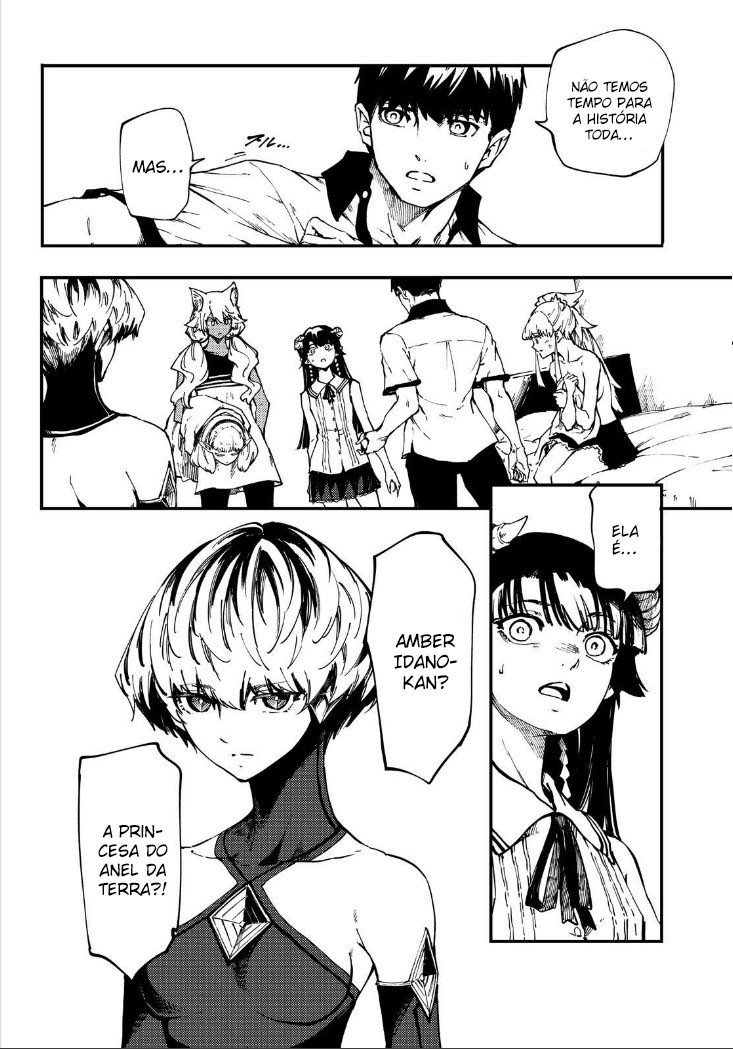 NÃO TEMOS
TEMPO PARA
A HISTÓRIA
TODA...
MAS...
ELA
É...
AMBER
IDANO-
KAN?
A PRIN-
CESA DO
ANEL DA
TERRA?!